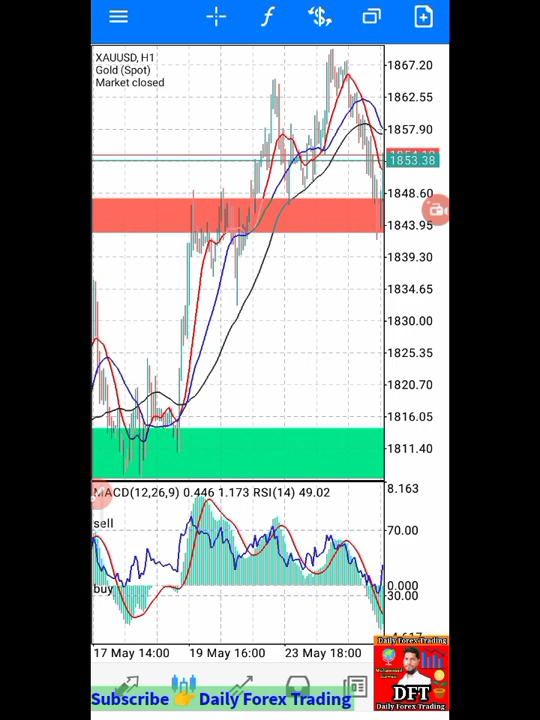 XAUUSD, H1
Gold (Spot)
Market closed
1867.20
1862.55
1857.90
1853.38
1848.60
1843.95
1839.30
1834.65
1830.00
1825.35
1820.70
1816.05
1811.40
MACD(12,26,9) 0.446 1.173 RSI(14) 49.02
8.163
sell
70.00
0.000
buy
30.00
17 May 14:00
19 May 16:00
23 May 18:00
Daily Forex Trading
DFT
Daily Forex Trading
Subscribe 👉 Daily Forex Trading